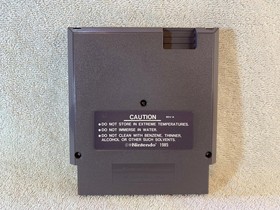 CAUTION
●DO NOT STORE IN EXTREME TEMPERATURES.
●DO NOT IMMERSE IN WATER.
●DO NOT CLEAN WITH BENZENE, THINNER,
ALCOHOL OR OTHER SUCH SOLVENTS.
©Nintendo 1985